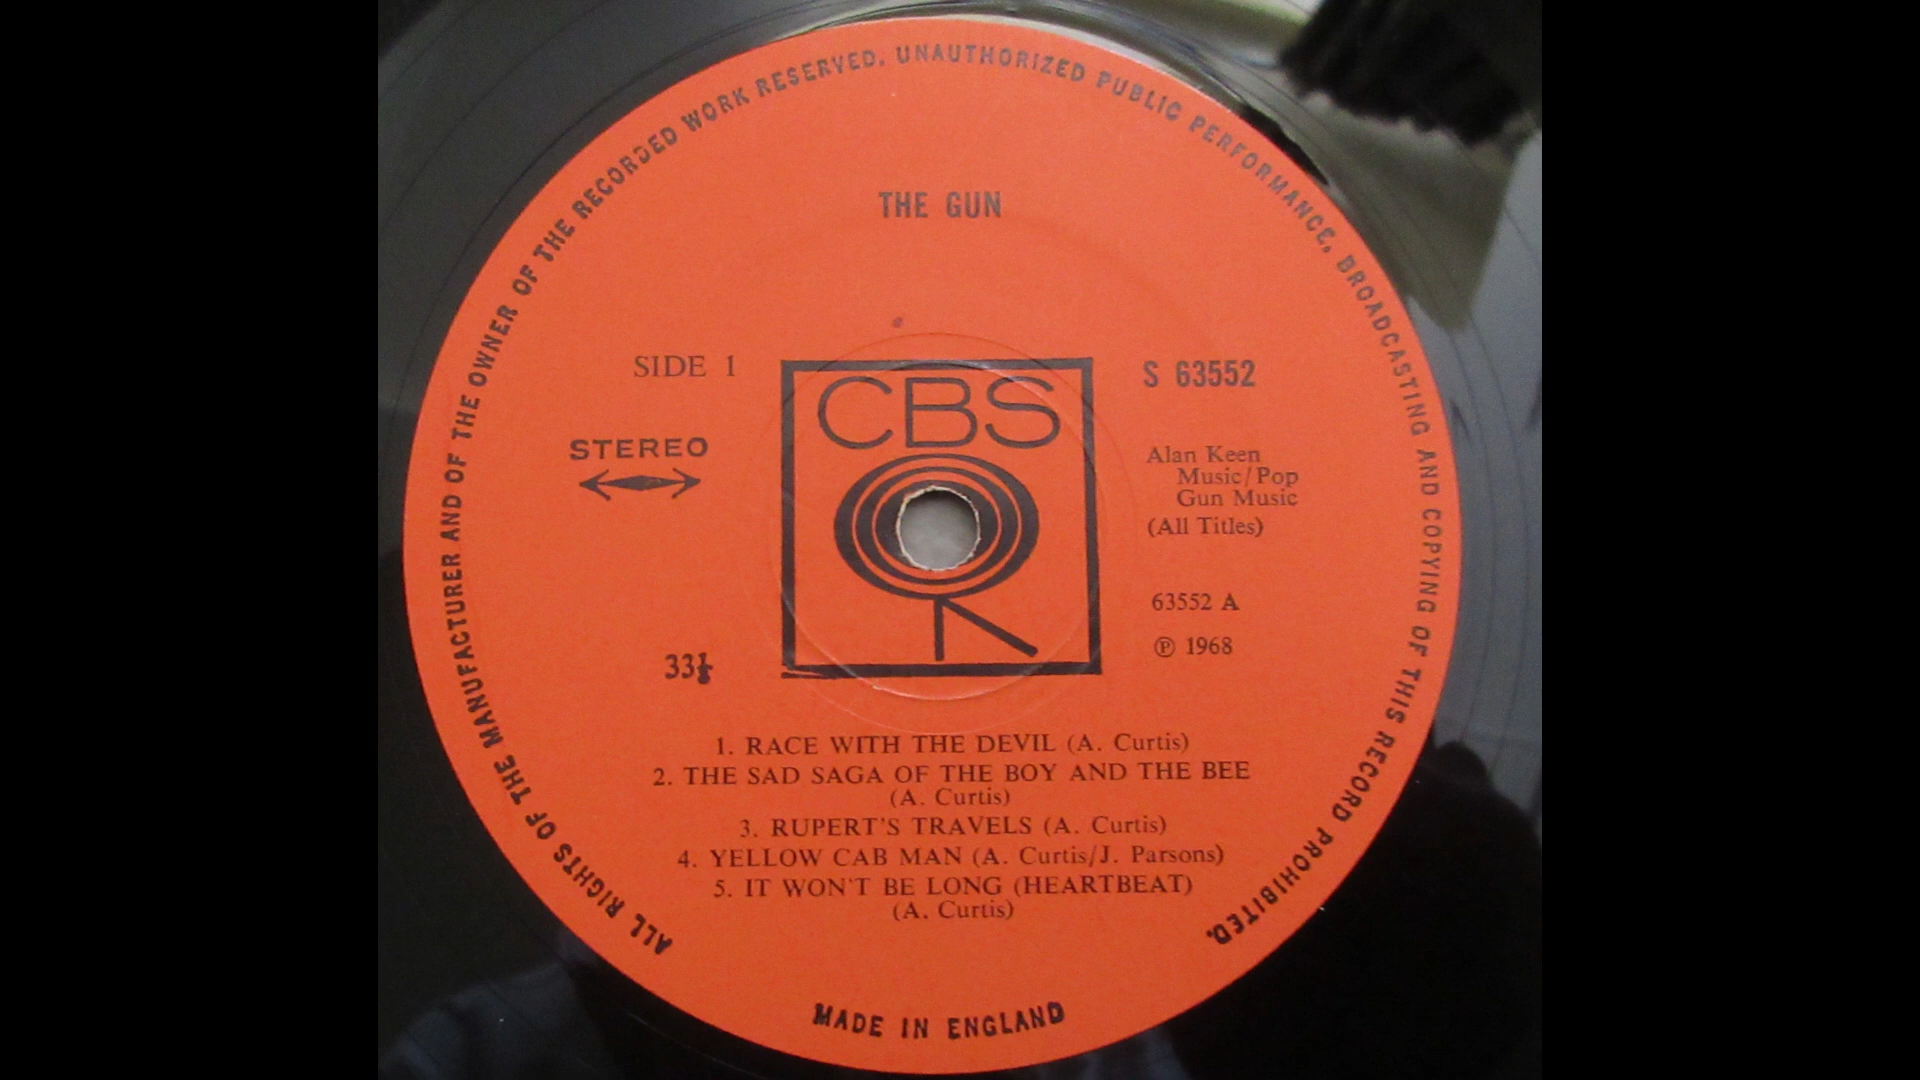 ALL RIGHTS OF THE MANUFACTURER AND OF THE OWNER OF THE RECORDED WORK RESERVED. UNAUTHORIZED PUBLIC PERFORMANCE, BROADCASTING AND COPYING OF THIS RECORD PROHIBITED.
THE GUN
SIDE 1
STEREO
33⅓
CBS
S 63552
Alan Keen
Music/Pop
Gun Music
(All Titles)
63552 A
℗ 1968
1. RACE WITH THE DEVIL (A. Curtis)
2. THE SAD SAGA OF THE BOY AND THE BEE
(A. Curtis)
3. RUPERT'S TRAVELS (A. Curtis)
4. YELLOW CAB MAN (A. Curtis/J. Parsons)
5. IT WON'T BE LONG (HEARTBEAT)
(A. Curtis)
MADE IN ENGLAND